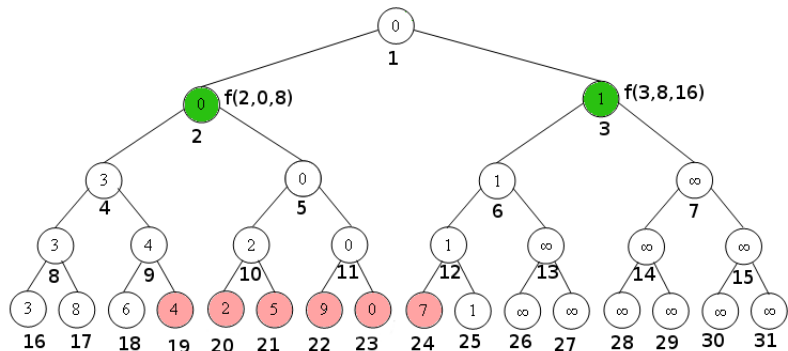 0
1
0 f(2,0,8)
1 f(3,8,16)
2
3
3 0 1 ∞
4 5 6 7
3 4 2 0 1 ∞ ∞ ∞
8 9 10 11 12 13 14 15
3 8 6 4 2 5 9 0 7 1 ∞ ∞ ∞ ∞ ∞ ∞
16 17 18 19 20 21 22 23 24 25 26 27 28 29 30 31